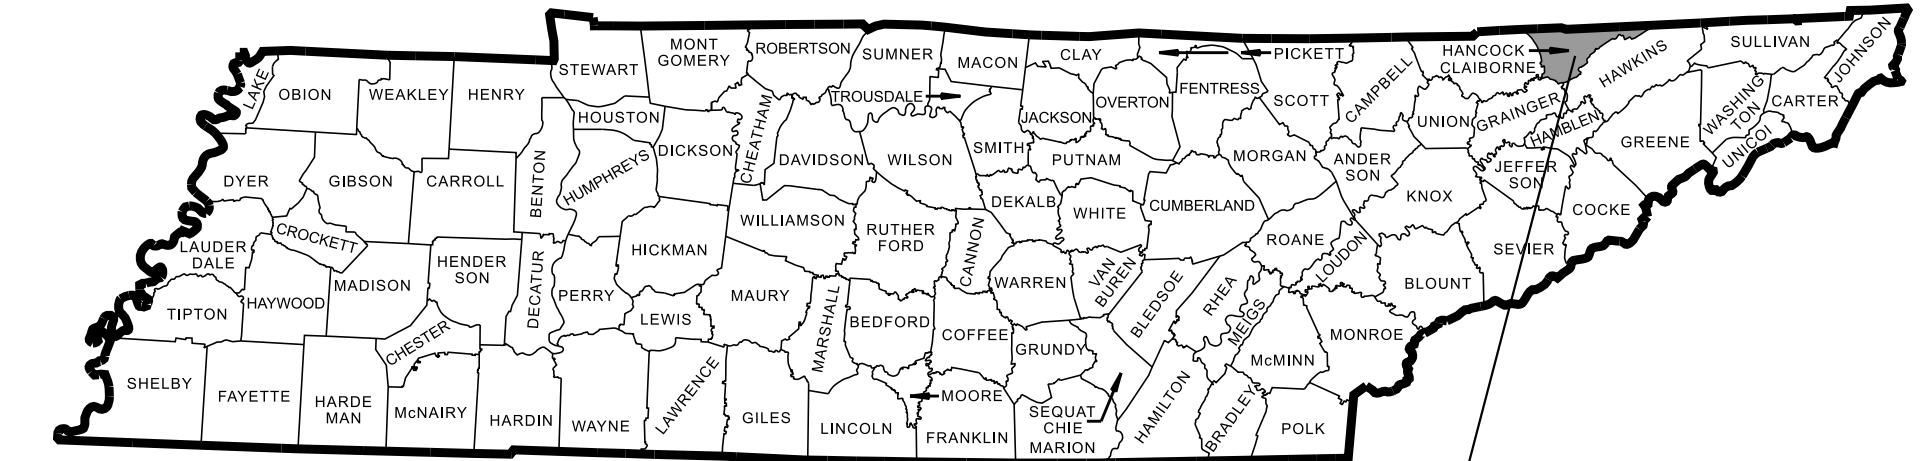 LAKE
OBION
WEAKLEY
HENRY
STEWART
MONT
GOMERY
ROBERTSON
SUMNER
MACON
CLAY
PICKETT
HANCOCK
CLAIBORNE
HAWKINS
SULLIVAN
JOHNSON
TROUSDALE
JACKSON
OVERTON
FENTRESS
SCOTT
CAMPBELL
UNION
GRAINGER
HAMBLEN
GREENE
WASHING
TON
UNICOI
CARTER
HOUSTON
HUMPHREYS
DICKSON
CHEATHAM
DAVIDSON
WILSON
SMITH
PUTNAM
MORGAN
ANDER
SON
KNOX
JEFFER
SON
COCKE
DYER
GIBSON
CARROLL
BENTON
WILLIAMSON
RUTHER
FORD
CANNON
DEKALB
WHITE
CUMBERLAND
ROANE
LOUDON
BLOUNT
SEVIER
LAUDER
DALE
CROCKETT
HAYWOOD
MADISON
HENDER
SON
DECATUR
PERRY
HICKMAN
LEWIS
MAURY
MARSHALL
BEDFORD
COFFEE
WARREN
VAN
BUREN
BLEDSOE
RHEA
MEIGS
McMINN
MONROE
TIPTON
CHESTER
GRUNDY
SHELBY
FAYETTE
HARDE
MAN
McNAIRY
HARDIN
WAYNE
LAWRENCE
GILES
LINCOLN
MOORE
FRANKLIN
SEQUAT
CHIE
MARION
HAMILTON
BRADLEY
POLK